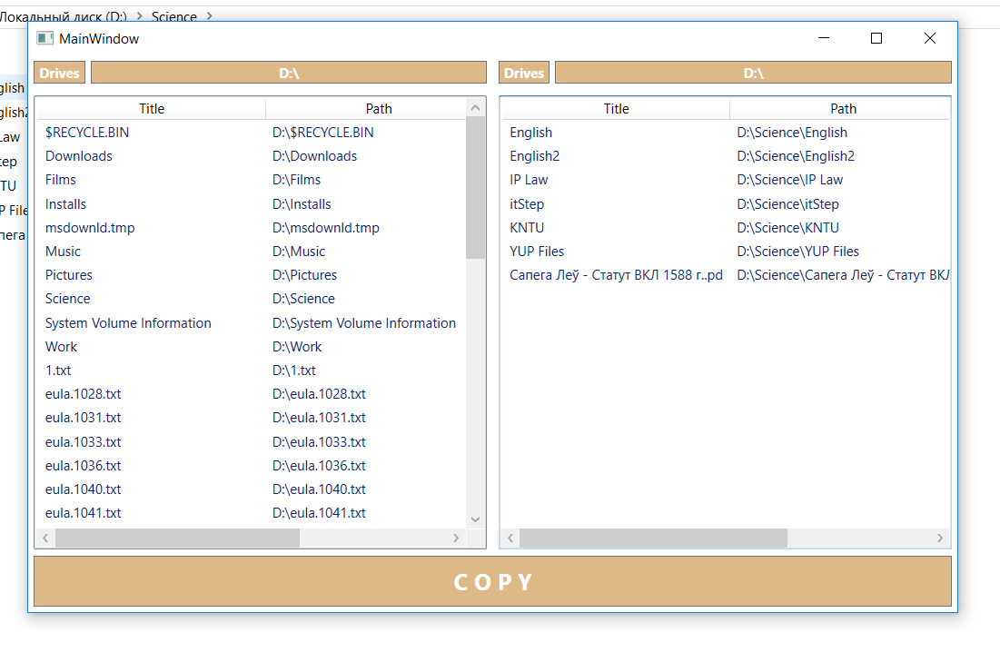 Локальный диск (D:) > Science >
MainWindow
Drives D:\ Drives D:\
Title Path
$RECYCLE.BIN D:\$RECYCLE.BIN
Downloads D:\Downloads
Films D:\Films
Installs D:\Installs
msdownld.tmp D:\msdownld.tmp
Music D:\Music
Pictures D:\Pictures
Science D:\Science
System Volume Information D:\System Volume Information
Work D:\Work
1.txt D:\1.txt
eula.1028.txt D:\eula.1028.txt
eula.1031.txt D:\eula.1031.txt
eula.1033.txt D:\eula.1033.txt
eula.1036.txt D:\eula.1036.txt
eula.1040.txt D:\eula.1040.txt
eula.1041.txt D:\eula.1041.txt
Title Path
English D:\Science\English
English2 D:\Science\English2
IP Law D:\Science\IP Law
itStep D:\Science\itStep
KNTU D:\Science\KNTU
YUP Files D:\Science\YUP Files
Сапега Леў - Статут ВКЛ 1588 г..pd D:\Science\Сапега Леў - Статут ВКЛ
COPY
glish
glish2
Law
tep
TU
P File
пега